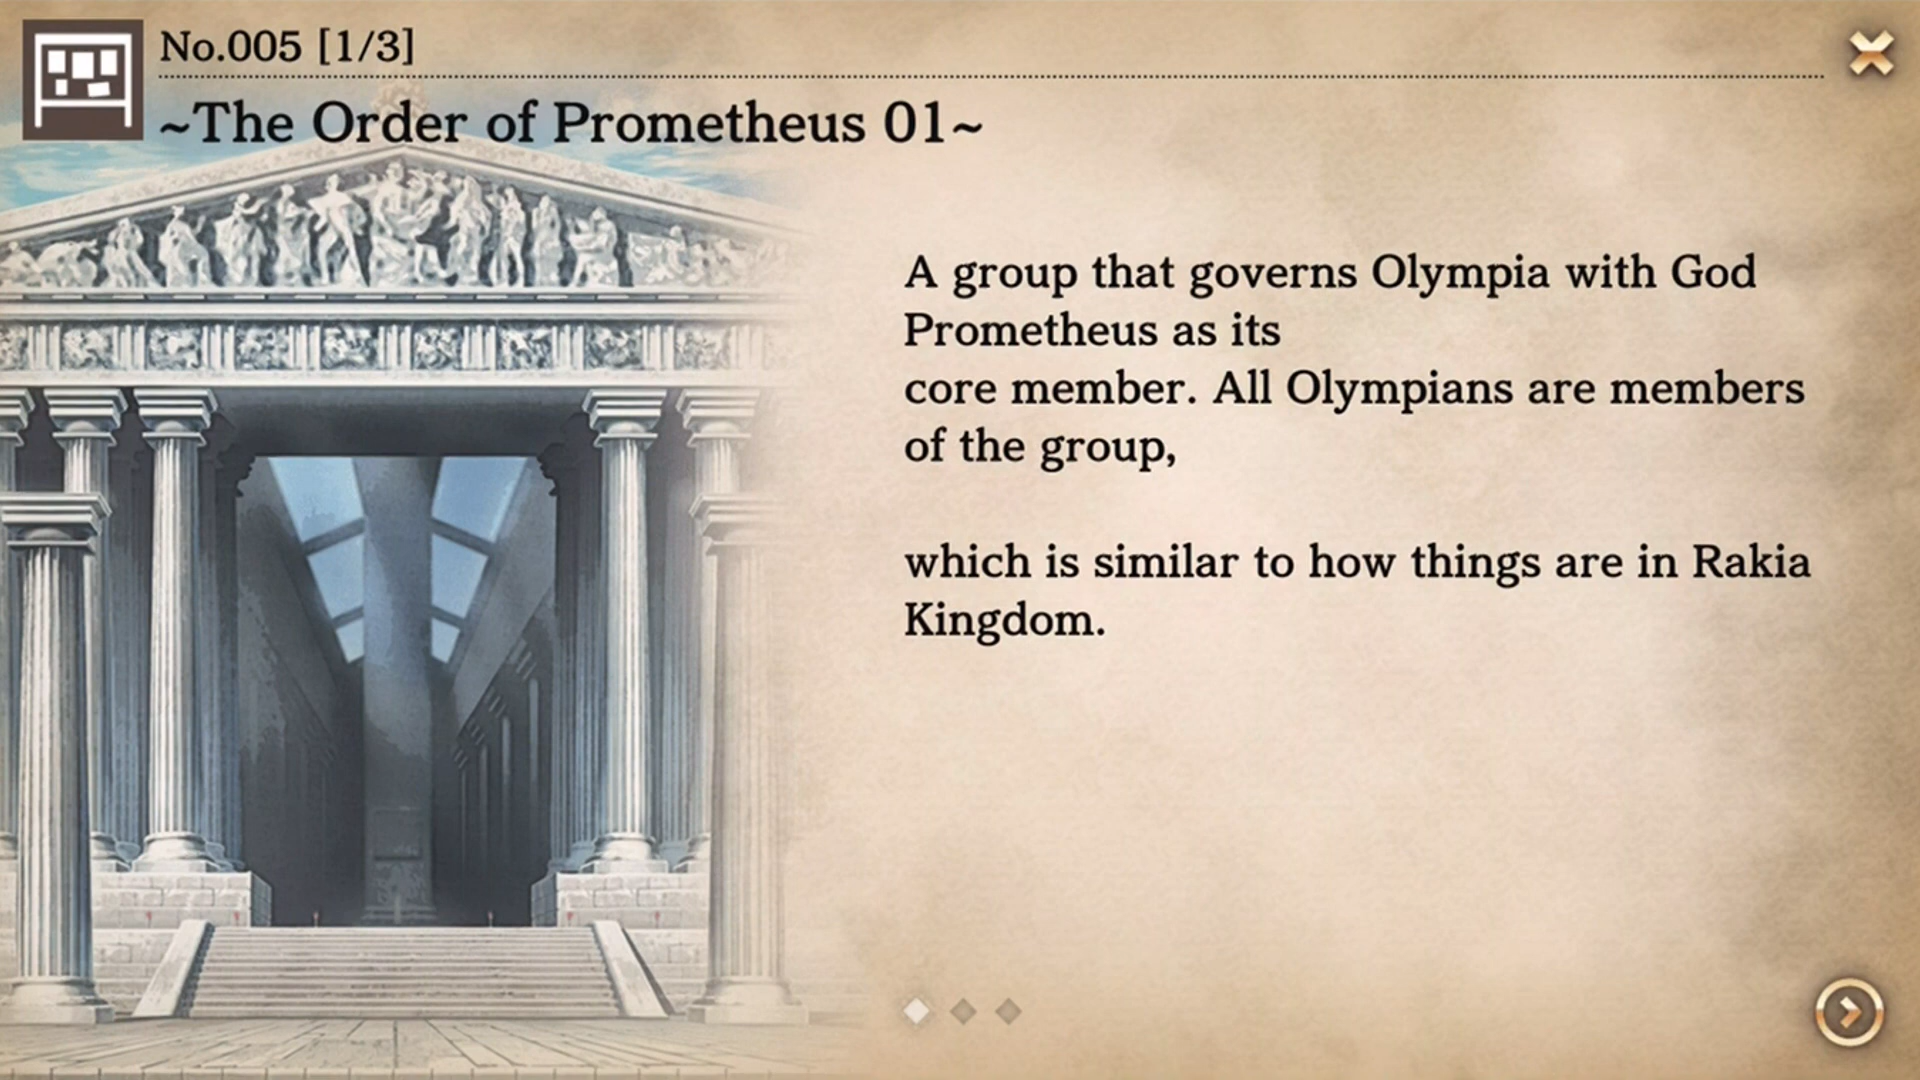 No.005 [1/3]
~The Order of Prometheus 01~
A group that governs Olympia with God
Prometheus as its
core member. All Olympians are members
of the group,
which is similar to how things are in Rakia
Kingdom.